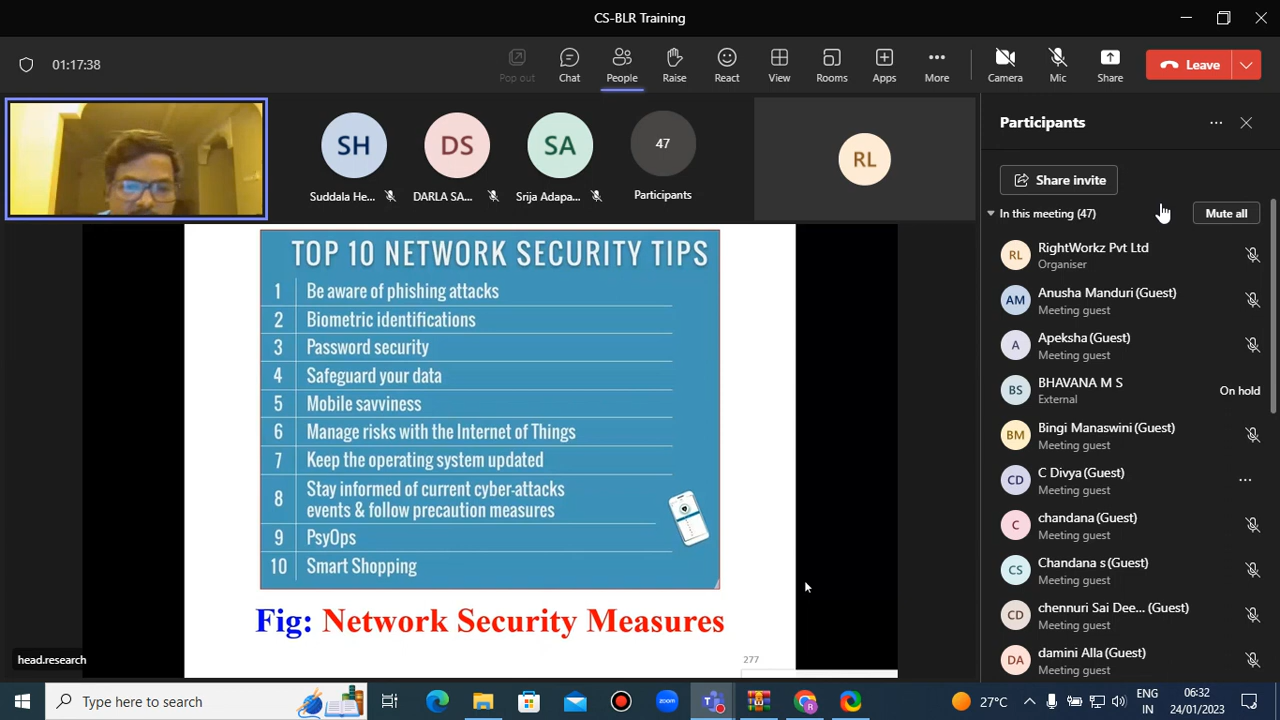 CS-BLR Training
01:17:38
Pop out
Chat
People
Raise
React
View
Rooms
Apps
More
Camera
Mic
Share
Leave
SH
Suddala He...
DS
DARLA SA...
SA
Srija Adapa...
47
Participants
RL
TOP 10 NETWORK SECURITY TIPS
1 Be aware of phishing attacks
2 Biometric identifications
3 Password security
4 Safeguard your data
5 Mobile savviness
6 Manage risks with the Internet of Things
7 Keep the operating system updated
8 Stay informed of current cyber-attacks
events & follow precaution measures
9 PsyOps
10 Smart Shopping
Fig: Network Security Measures
277
head.research
Participants
Share invite
In this meeting (47)
Mute all
RL RightWorkz Pvt Ltd
Organiser
AM Anusha Manduri (Guest)
Meeting guest
A Apeksha (Guest)
Meeting guest
BS BHAVANA M S
External
On hold
BM Bingi Manaswini (Guest)
Meeting guest
CD C Divya (Guest)
Meeting guest
C chandana (Guest)
Meeting guest
CS Chandana s (Guest)
Meeting guest
CD chennuri Sai Dee... (Guest)
Meeting guest
DA damini Alla (Guest)
Meeting guest
Type here to search
zoom
27°C
ENG
IN
06:32
24/01/2023